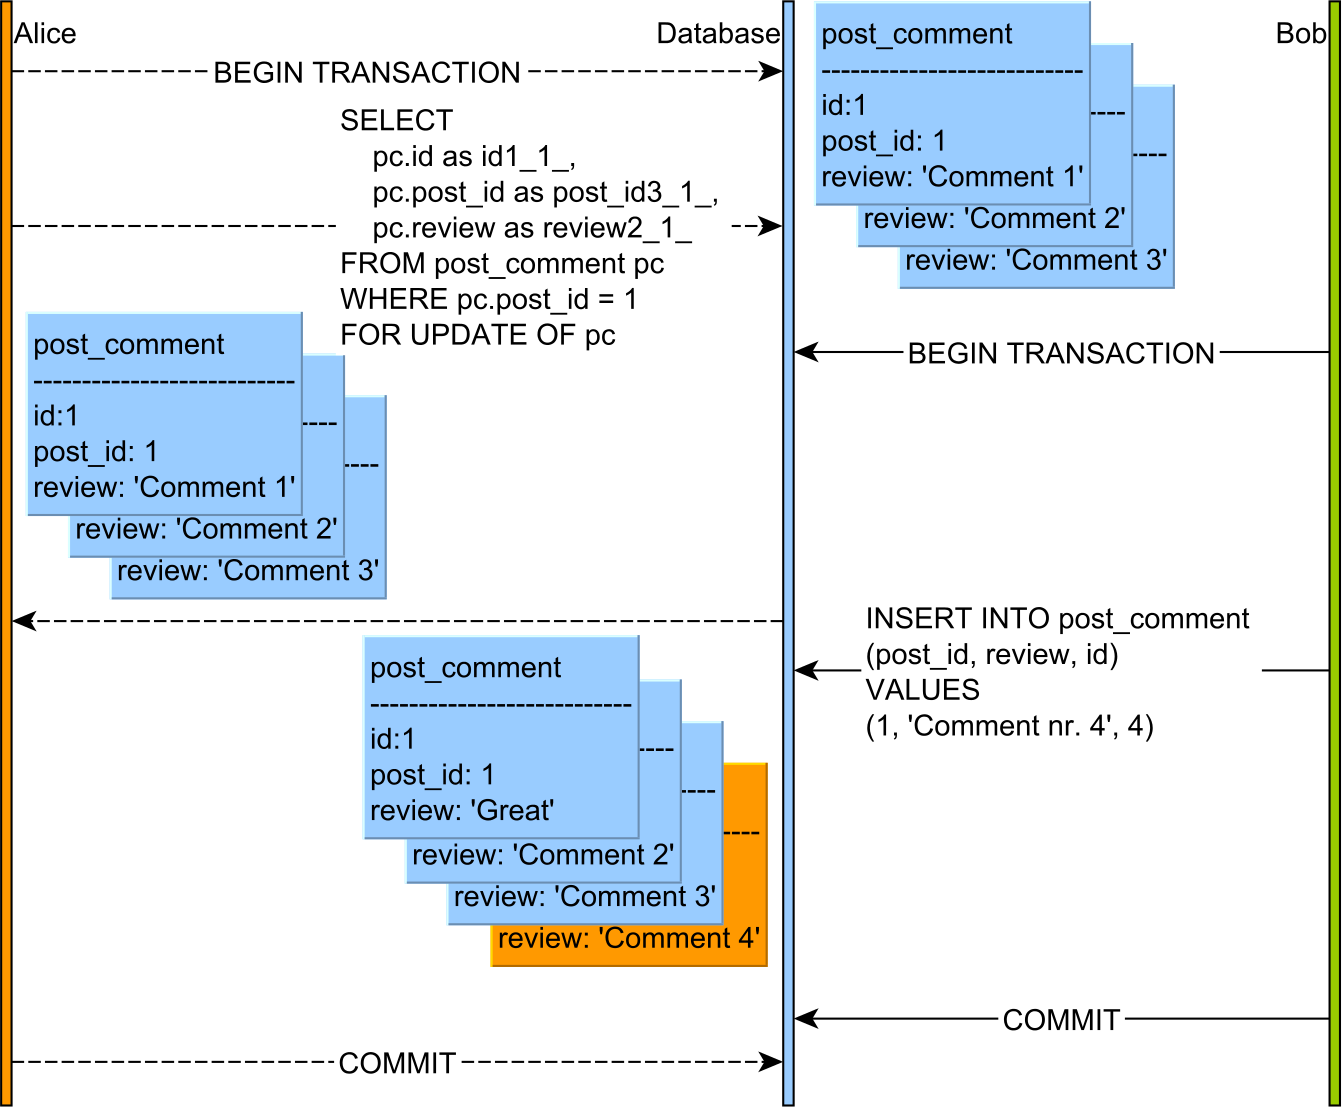 Alice
Database
Bob
BEGIN TRANSACTION
post_comment
---------------------------
id:1
post_id: 1
review: 'Comment 1'
----
review: 'Comment 2'
----
review: 'Comment 3'
SELECT
pc.id as id1_1_,
pc.post_id as post_id3_1_,
pc.review as review2_1_
FROM post_comment pc
WHERE pc.post_id = 1
FOR UPDATE OF pc
BEGIN TRANSACTION
post_comment
---------------------------
id:1
post_id: 1
review: 'Comment 1'
----
review: 'Comment 2'
----
review: 'Comment 3'
INSERT INTO post_comment
(post_id, review, id)
VALUES
(1, 'Comment nr. 4', 4)
post_comment
---------------------------
id:1
post_id: 1
review: 'Great'
----
review: 'Comment 2'
----
review: 'Comment 3'
----
review: 'Comment 4'
COMMIT
COMMIT